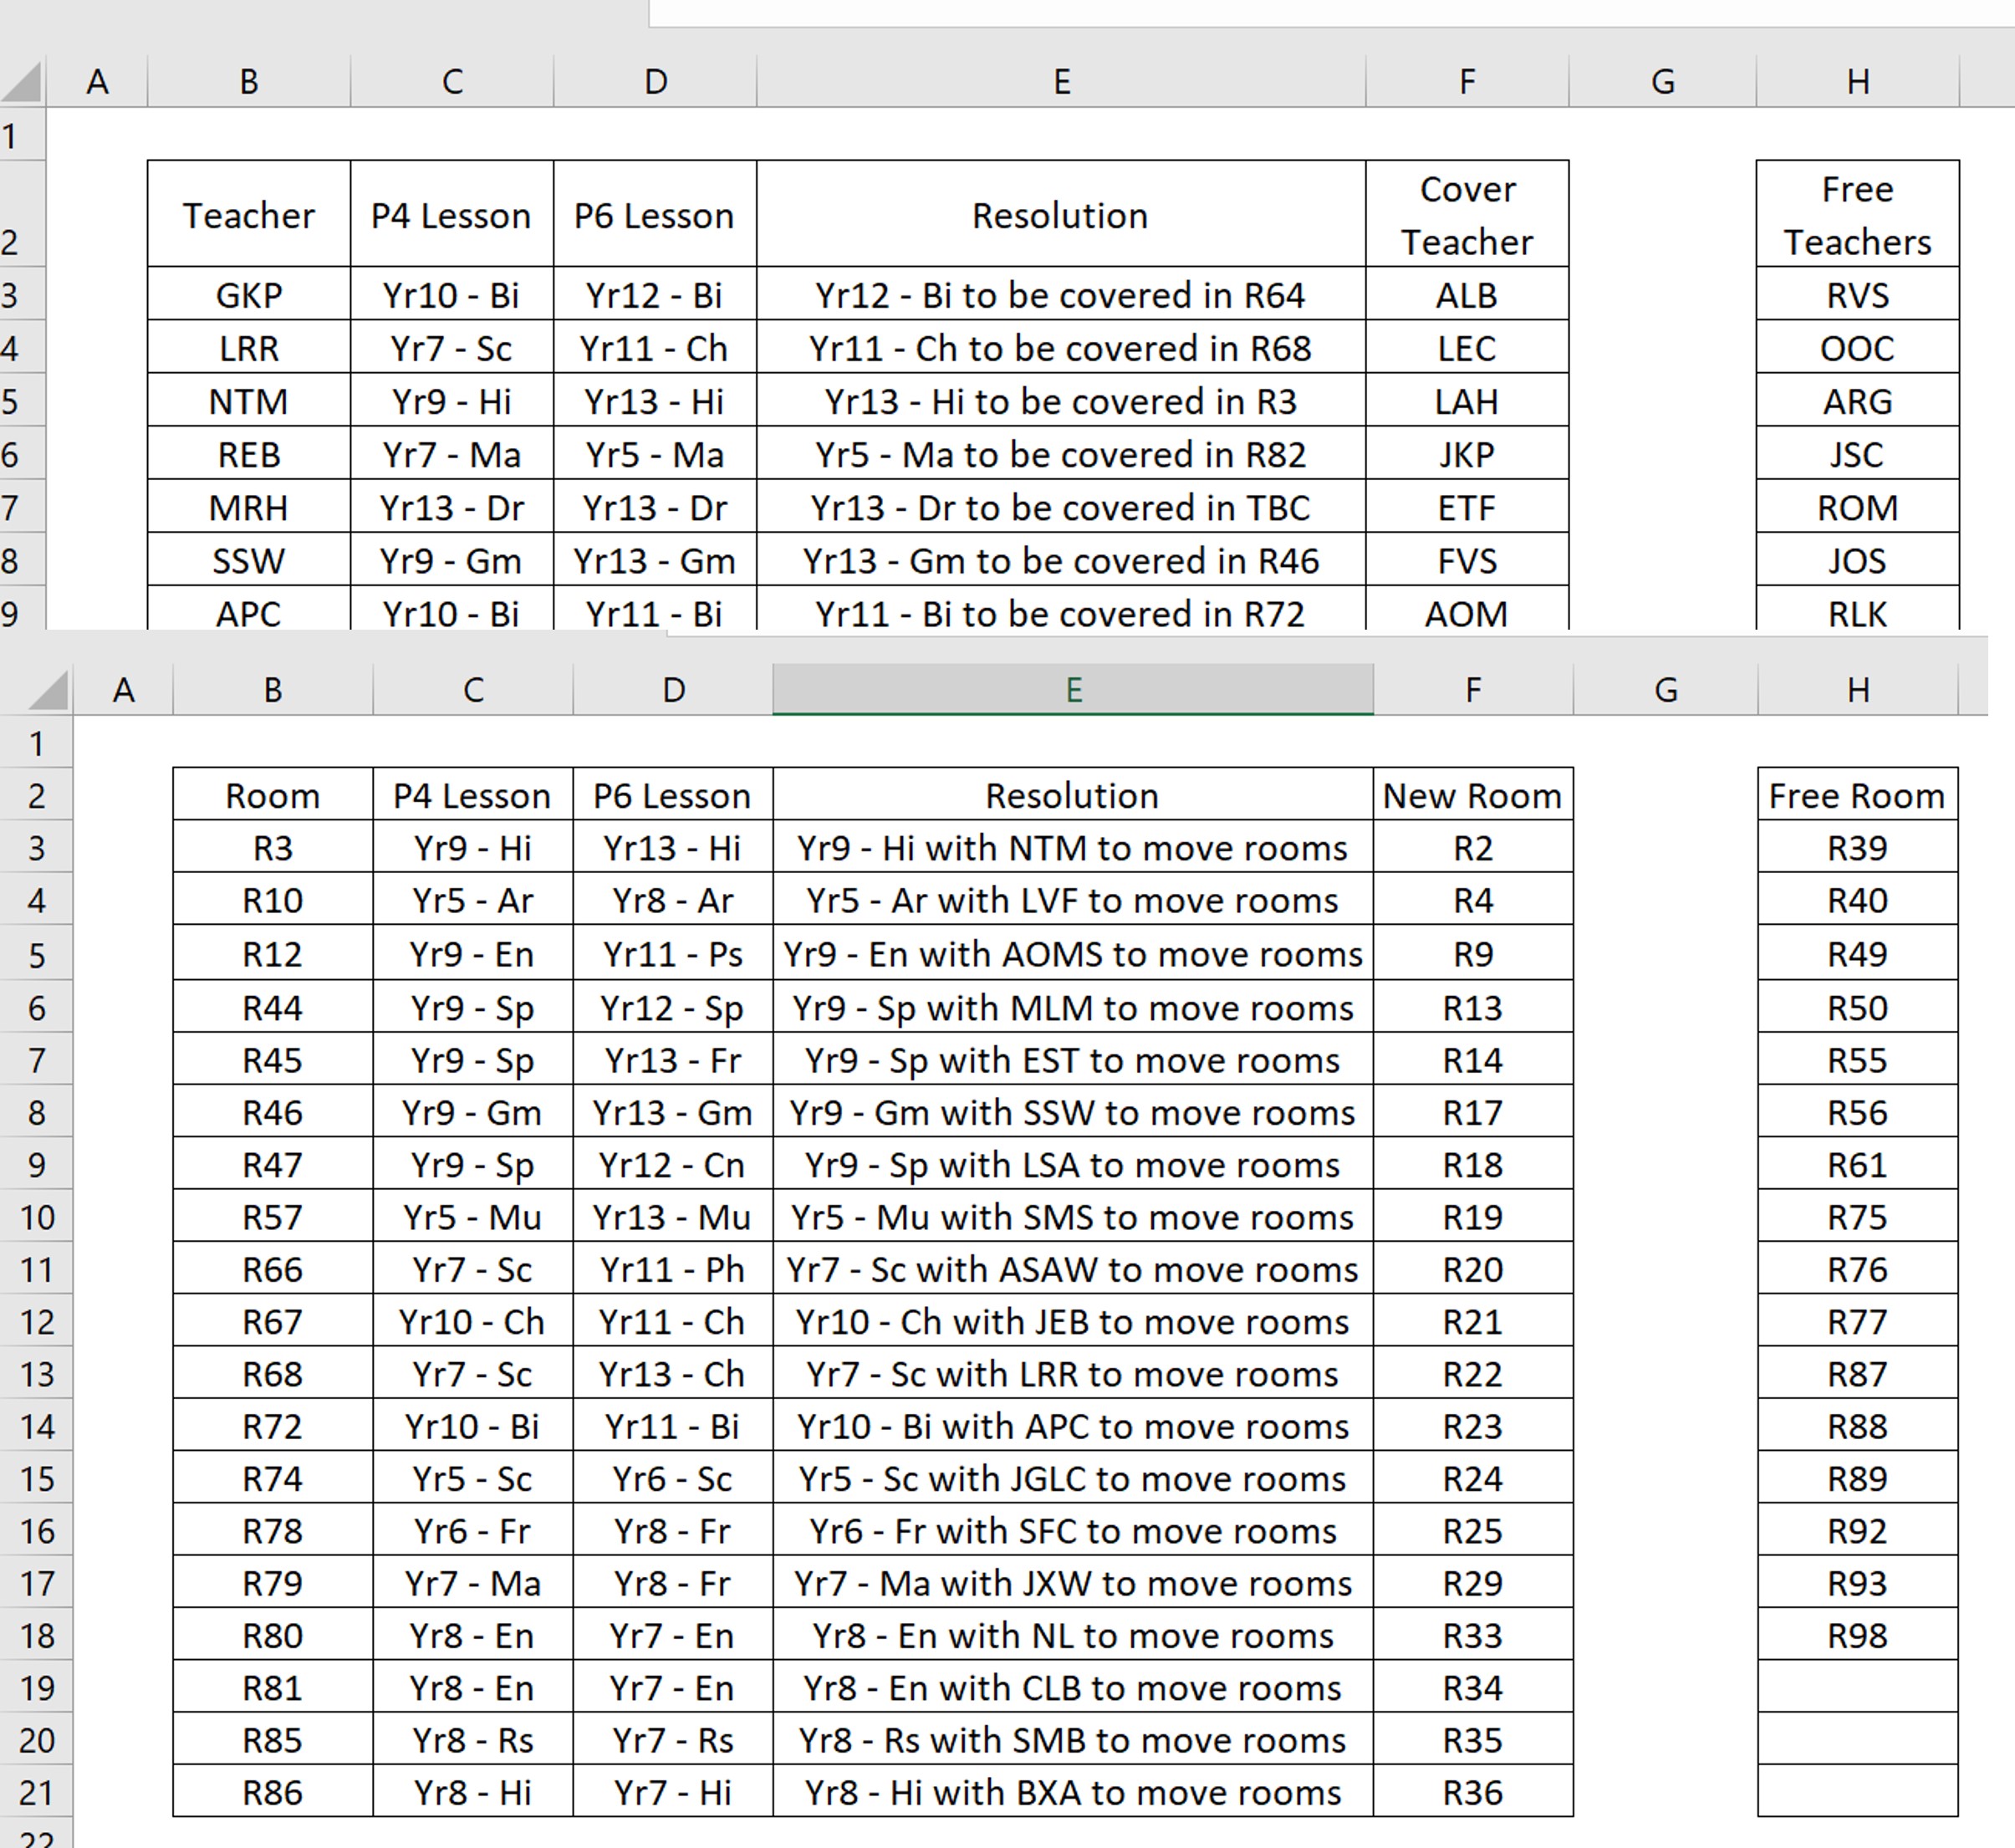 A B C D E F G H
1
2 Teacher P4 Lesson P6 Lesson Resolution Cover Teacher Free Teachers
3 GKP Yr10 - Bi Yr12 - Bi Yr12 - Bi to be covered in R64 ALB RVS
4 LRR Yr7 - Sc Yr11 - Ch Yr11 - Ch to be covered in R68 LEC OOC
5 NTM Yr9 - Hi Yr13 - Hi Yr13 - Hi to be covered in R3 LAH ARG
6 REB Yr7 - Ma Yr5 - Ma Yr5 - Ma to be covered in R82 JKP JSC
7 MRH Yr13 - Dr Yr13 - Dr Yr13 - Dr to be covered in TBC ETF ROM
8 SSW Yr9 - Gm Yr13 - Gm Yr13 - Gm to be covered in R46 FVS JOS
9 APC Yr10 - Bi Yr11 - Bi Yr11 - Bi to be covered in R72 AOM RLK
A B C D E F G H
1
2 Room P4 Lesson P6 Lesson Resolution New Room Free Room
3 R3 Yr9 - Hi Yr13 - Hi Yr9 - Hi with NTM to move rooms R2 R39
4 R10 Yr5 - Ar Yr8 - Ar Yr5 - Ar with LVF to move rooms R4 R40
5 R12 Yr9 - En Yr11 - Ps Yr9 - En with AOMS to move rooms R9 R49
6 R44 Yr9 - Sp Yr12 - Sp Yr9 - Sp with MLM to move rooms R13 R50
7 R45 Yr9 - Sp Yr13 - Fr Yr9 - Sp with EST to move rooms R14 R55
8 R46 Yr9 - Gm Yr13 - Gm Yr9 - Gm with SSW to move rooms R17 R56
9 R47 Yr9 - Sp Yr12 - Cn Yr9 - Sp with LSA to move rooms R18 R61
10 R57 Yr5 - Mu Yr13 - Mu Yr5 - Mu with SMS to move rooms R19 R75
11 R66 Yr7 - Sc Yr11 - Ph Yr7 - Sc with ASAW to move rooms R20 R76
12 R67 Yr10 - Ch Yr11 - Ch Yr10 - Ch with JEB to move rooms R21 R77
13 R68 Yr7 - Sc Yr13 - Ch Yr7 - Sc with LRR to move rooms R22 R87
14 R72 Yr10 - Bi Yr11 - Bi Yr10 - Bi with APC to move rooms R23 R88
15 R74 Yr5 - Sc Yr6 - Sc Yr5 - Sc with JGLC to move rooms R24 R89
16 R78 Yr6 - Fr Yr8 - Fr Yr6 - Fr with SFC to move rooms R25 R92
17 R79 Yr7 - Ma Yr8 - Fr Yr7 - Ma with JXW to move rooms R29 R93
18 R80 Yr8 - En Yr7 - En Yr8 - En with NL to move rooms R33 R98
19 R81 Yr8 - En Yr7 - En Yr8 - En with CLB to move rooms R34
20 R85 Yr8 - Rs Yr7 - Rs Yr8 - Rs with SMB to move rooms R35
21 R86 Yr8 - Hi Yr7 - Hi Yr8 - Hi with BXA to move rooms R36
22